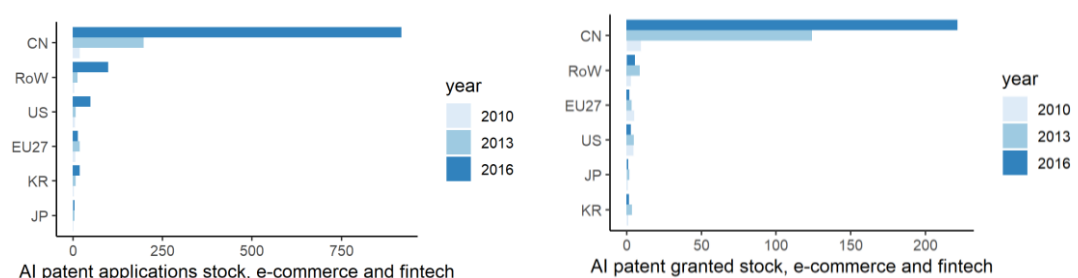 CN
RoW
US
EU27
KR
JP
0
250
500
750
AI patent applications stock, e-commerce and fintech
year
2010
2013
2016
CN
RoW
EU27
US
JP
KR
0
50
100
150
200
AI patent granted stock, e-commerce and fintech
year
2010
2013
2016